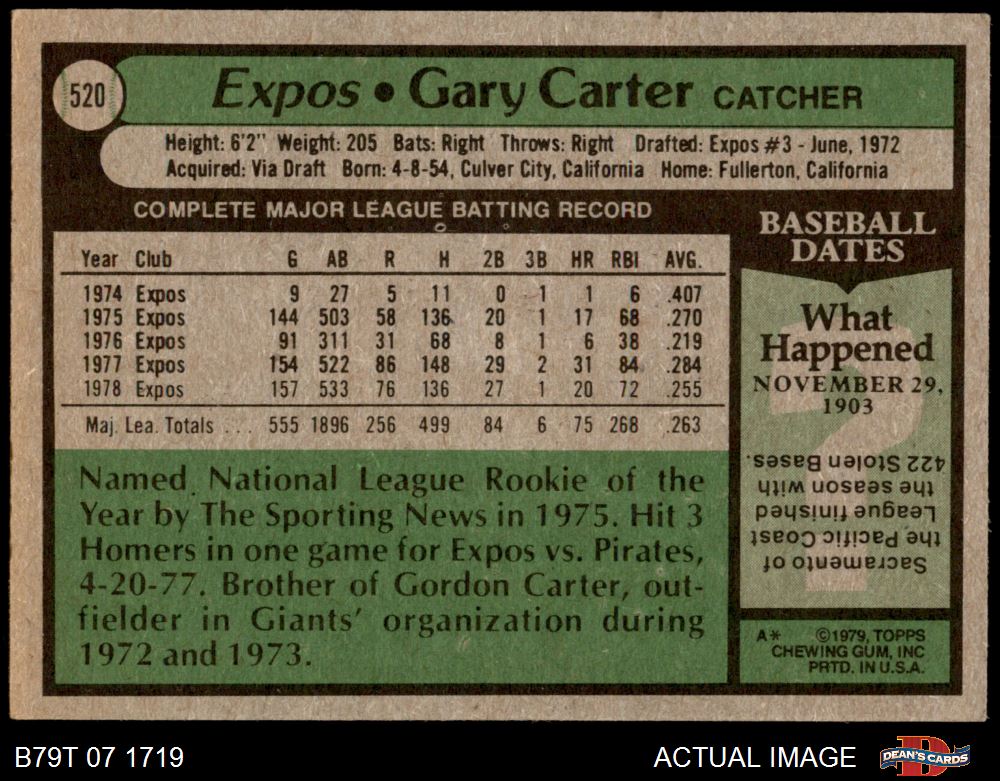 520
Expos • Gary Carter CATCHER
Height: 6'2" Weight: 205 Bats: Right Throws: Right Drafted: Expos #3 - June, 1972
Acquired: Via Draft Born: 4-8-54, Culver City, California Home: Fullerton, California
COMPLETE MAJOR LEAGUE BATTING RECORD
Year Club G AB R H 2B 3B HR RBI AVG.
1974 Expos 9 27 5 11 0 1 1 6 .407
1975 Expos 144 503 58 136 20 1 17 68 .270
1976 Expos 91 311 31 68 8 1 6 38 .219
1977 Expos 154 522 86 148 29 2 31 84 .284
1978 Expos 157 533 76 136 27 1 20 72 .255
Maj. Lea. Totals ... 555 1896 256 499 84 6 75 268 .263
Named National League Rookie of the
Year by The Sporting News in 1975. Hit 3
Homers in one game for Expos vs. Pirates,
4-20-77. Brother of Gordon Carter, out-
fielder in Giants' organization during
1972 and 1973.
BASEBALL
DATES
What
Happened
NOVEMBER 29,
1903
Sacramento of
the Pacific Coast
League finished
the season with
422 Stolen Bases.
A* ©1979, TOPPS
CHEWING GUM, INC
PRTD. IN U.S.A.
B79T 07 1719
ACTUAL IMAGE
DEAN'S CARDS